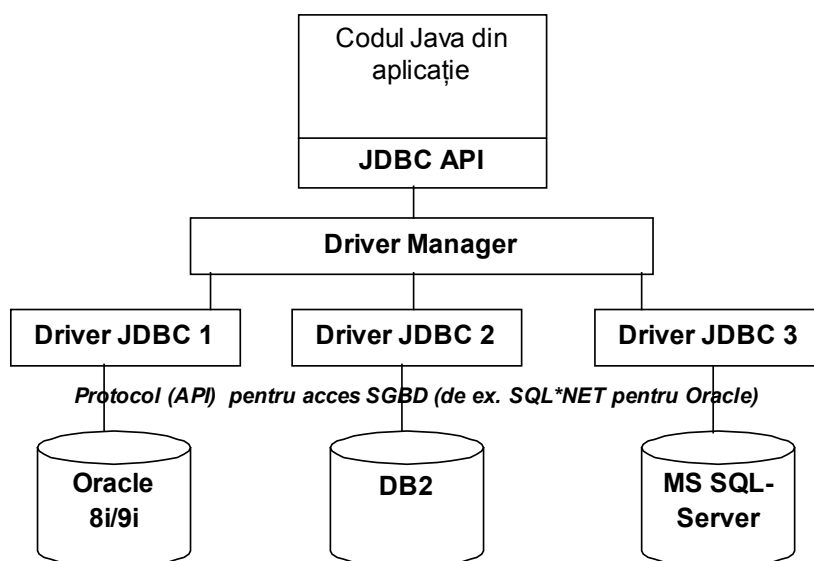 Codul Java din
aplicație
JDBC API
Driver Manager
Driver JDBC 1
Driver JDBC 2
Driver JDBC 3
Protocol (API) pentru acces SGBD (de ex. SQL*NET pentru Oracle)
Oracle
8i/9i
DB2
MS SQL-
Server